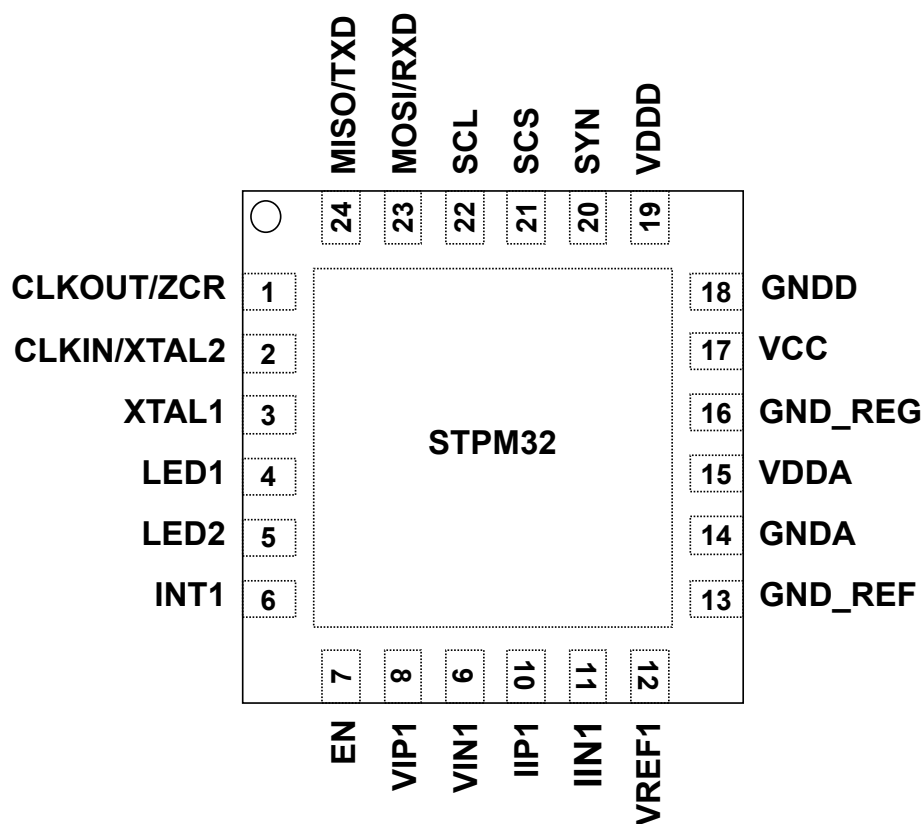 MISO/TXD
MOSI/RXD
SCL
SCS
SYN
VDDD
24
23
22
21
20
19
CLKOUT/ZCR 1
CLKIN/XTAL2 2
XTAL1 3
LED1 4
LED2 5
INT1 6
STPM32
18 GNDD
17 VCC
16 GND_REG
15 VDDA
14 GNDA
13 GND_REF
7
8
9
10
11
12
EN
VIP1
VIN1
IIP1
IIN1
VREF1